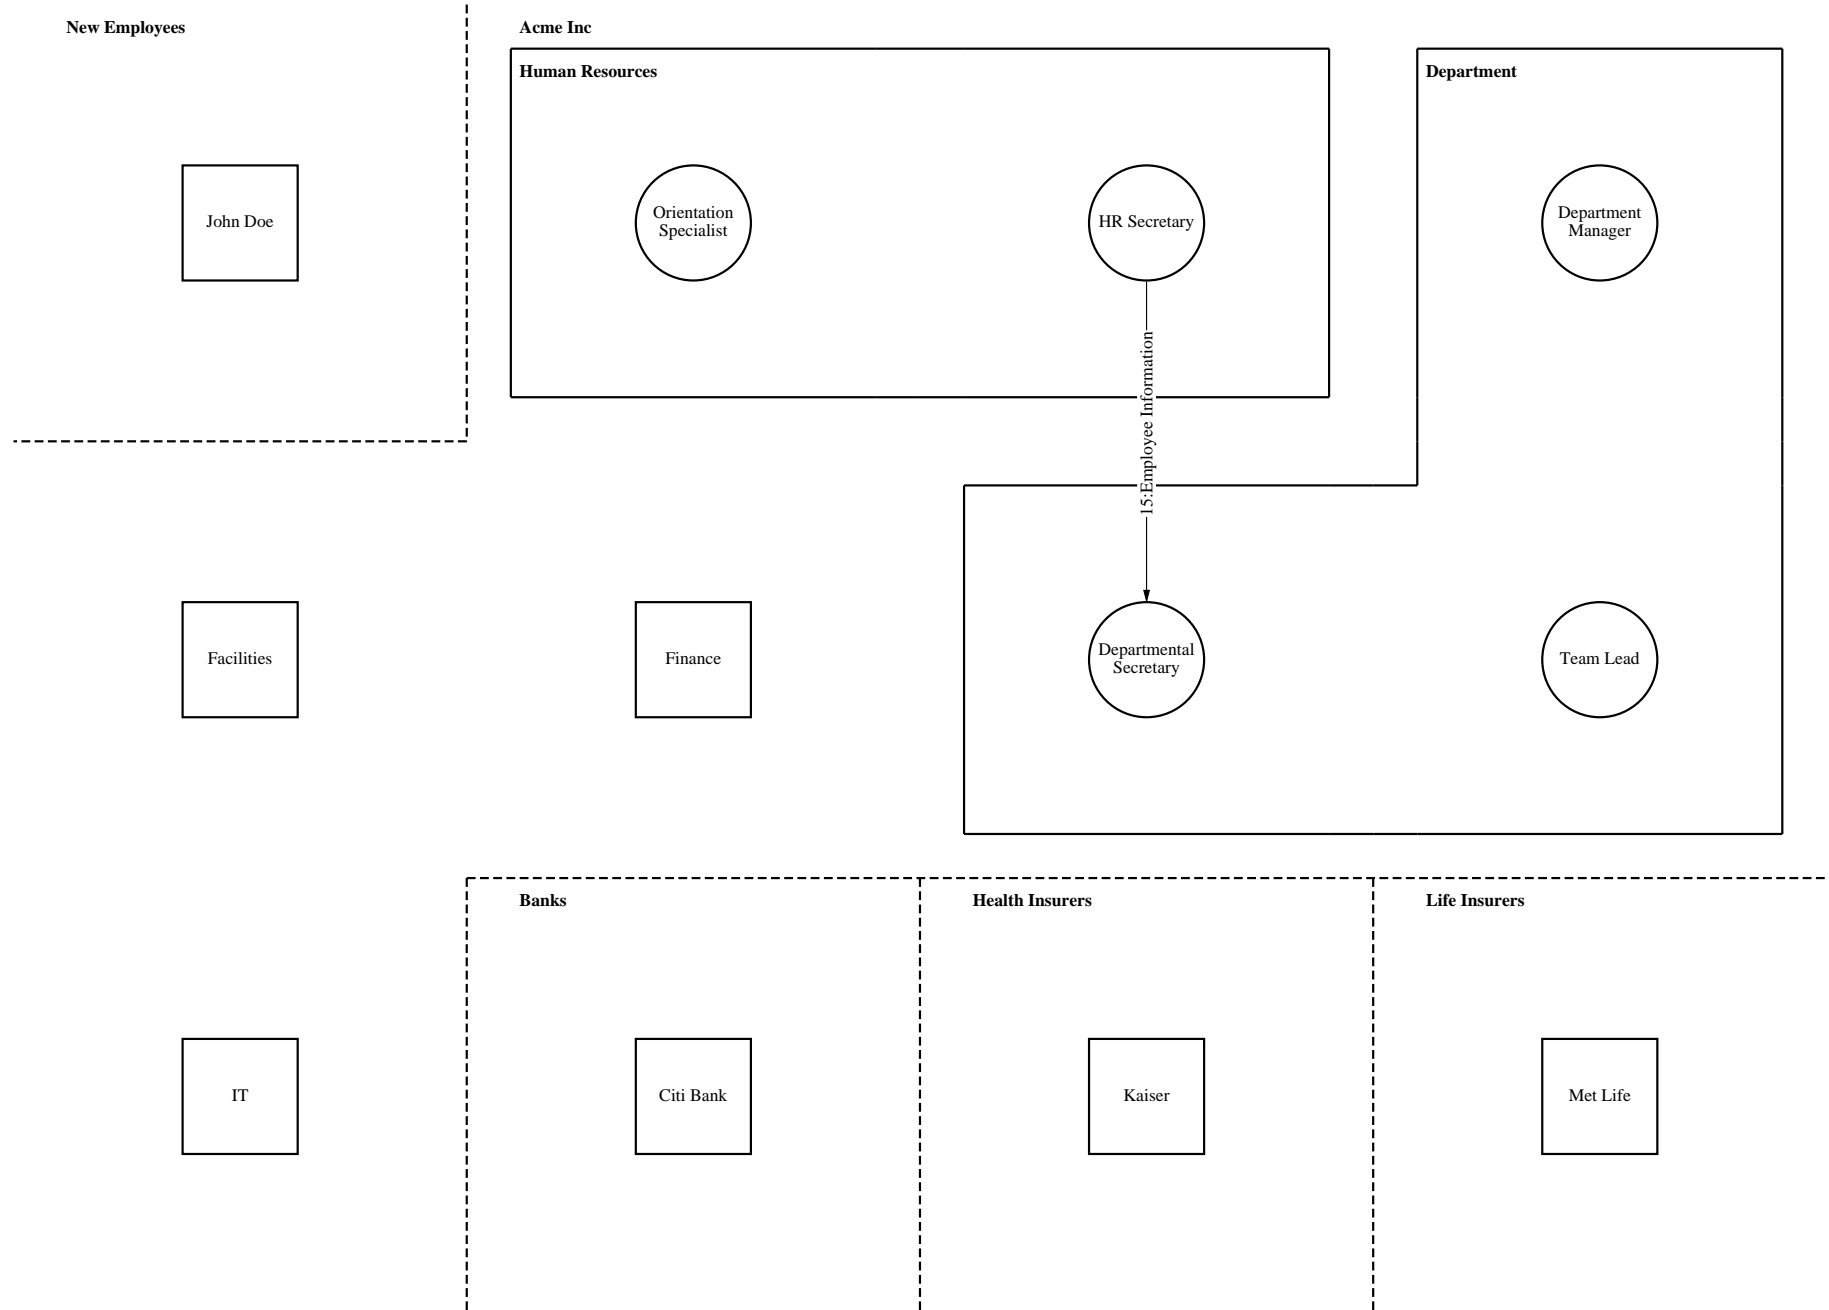 New Employees
Acme Inc
Human Resources
Department
John Doe
Orientation
Specialist
HR Secretary
Department
Manager
15:Employee Information
Facilities
Finance
Departmental
Secretary
Team Lead
Banks
Health Insurers
Life Insurers
IT
Citi Bank
Kaiser
Met Life